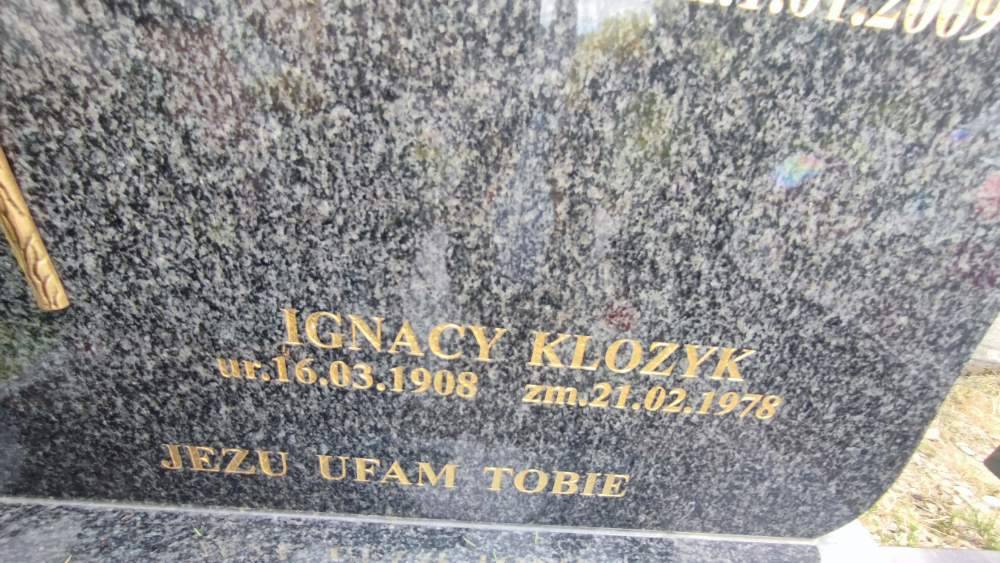 IGNACY KLOZYK
ur.16.03.1908 zm.21.02.1978
JEZU UFAM TOBIE